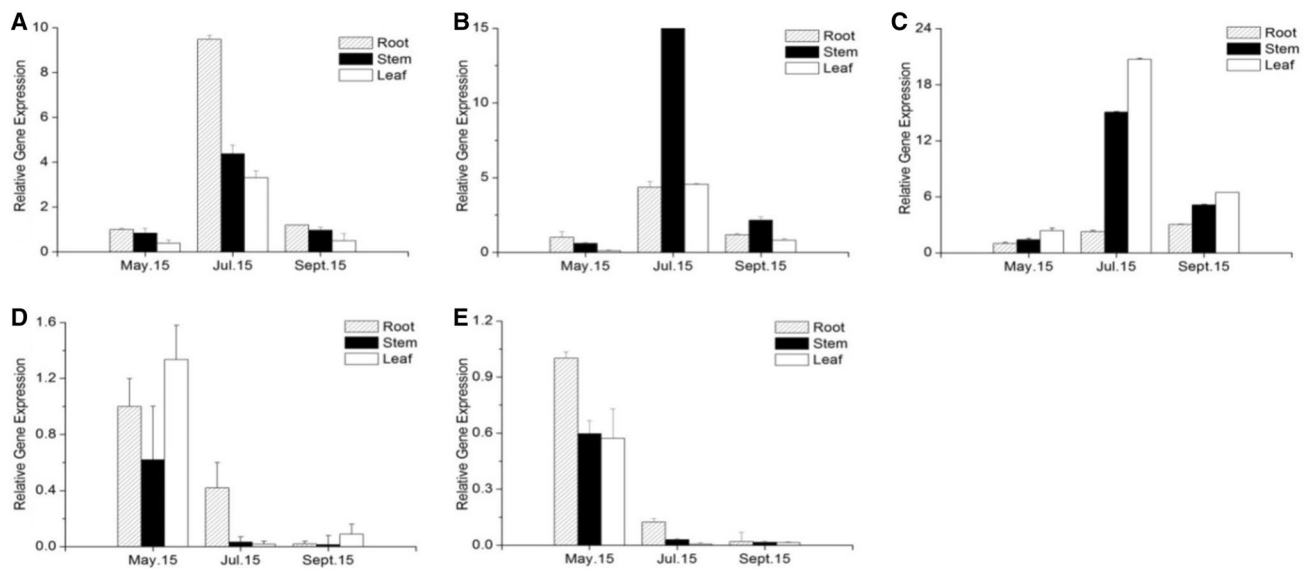 A
Relative Gene Expression
10
8
6
4
2
0
May.15 Jul.15 Sept.15
Root
Stem
Leaf
B
Relative Gene Expression
15
10
5
0
May.15 Jul.15 Sept.15
Root
Stem
Leaf
C
Relative Gene Expression
24
18
12
6
0
May.15 Jul.15 Sept.15
Root
Stem
Leaf
D
Relative Gene Expression
1.6
1.2
0.8
0.4
0.0
May.15 Jul.15 Sept.15
Root
Stem
Leaf
E
Relative Gene Expression
1.2
0.9
0.6
0.3
0.0
May.15 Jul.15 Sept.15
Root
Stem
Leaf